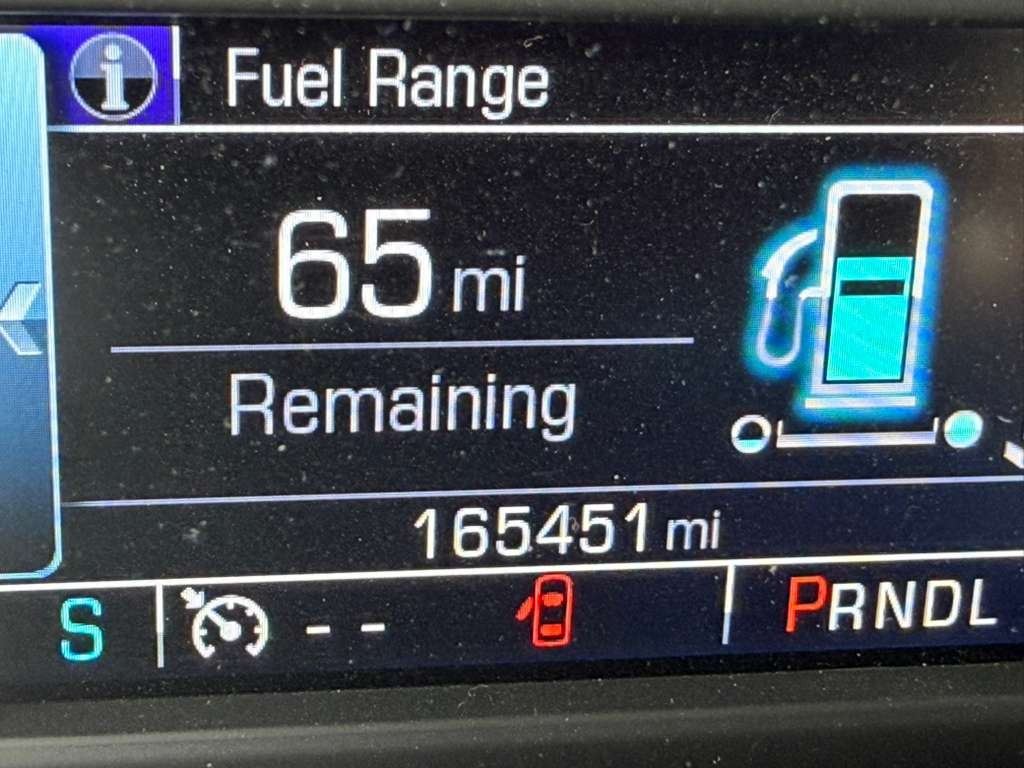 i Fuel Range
65 mi
Remaining
165451 mi
S -- PRNDL